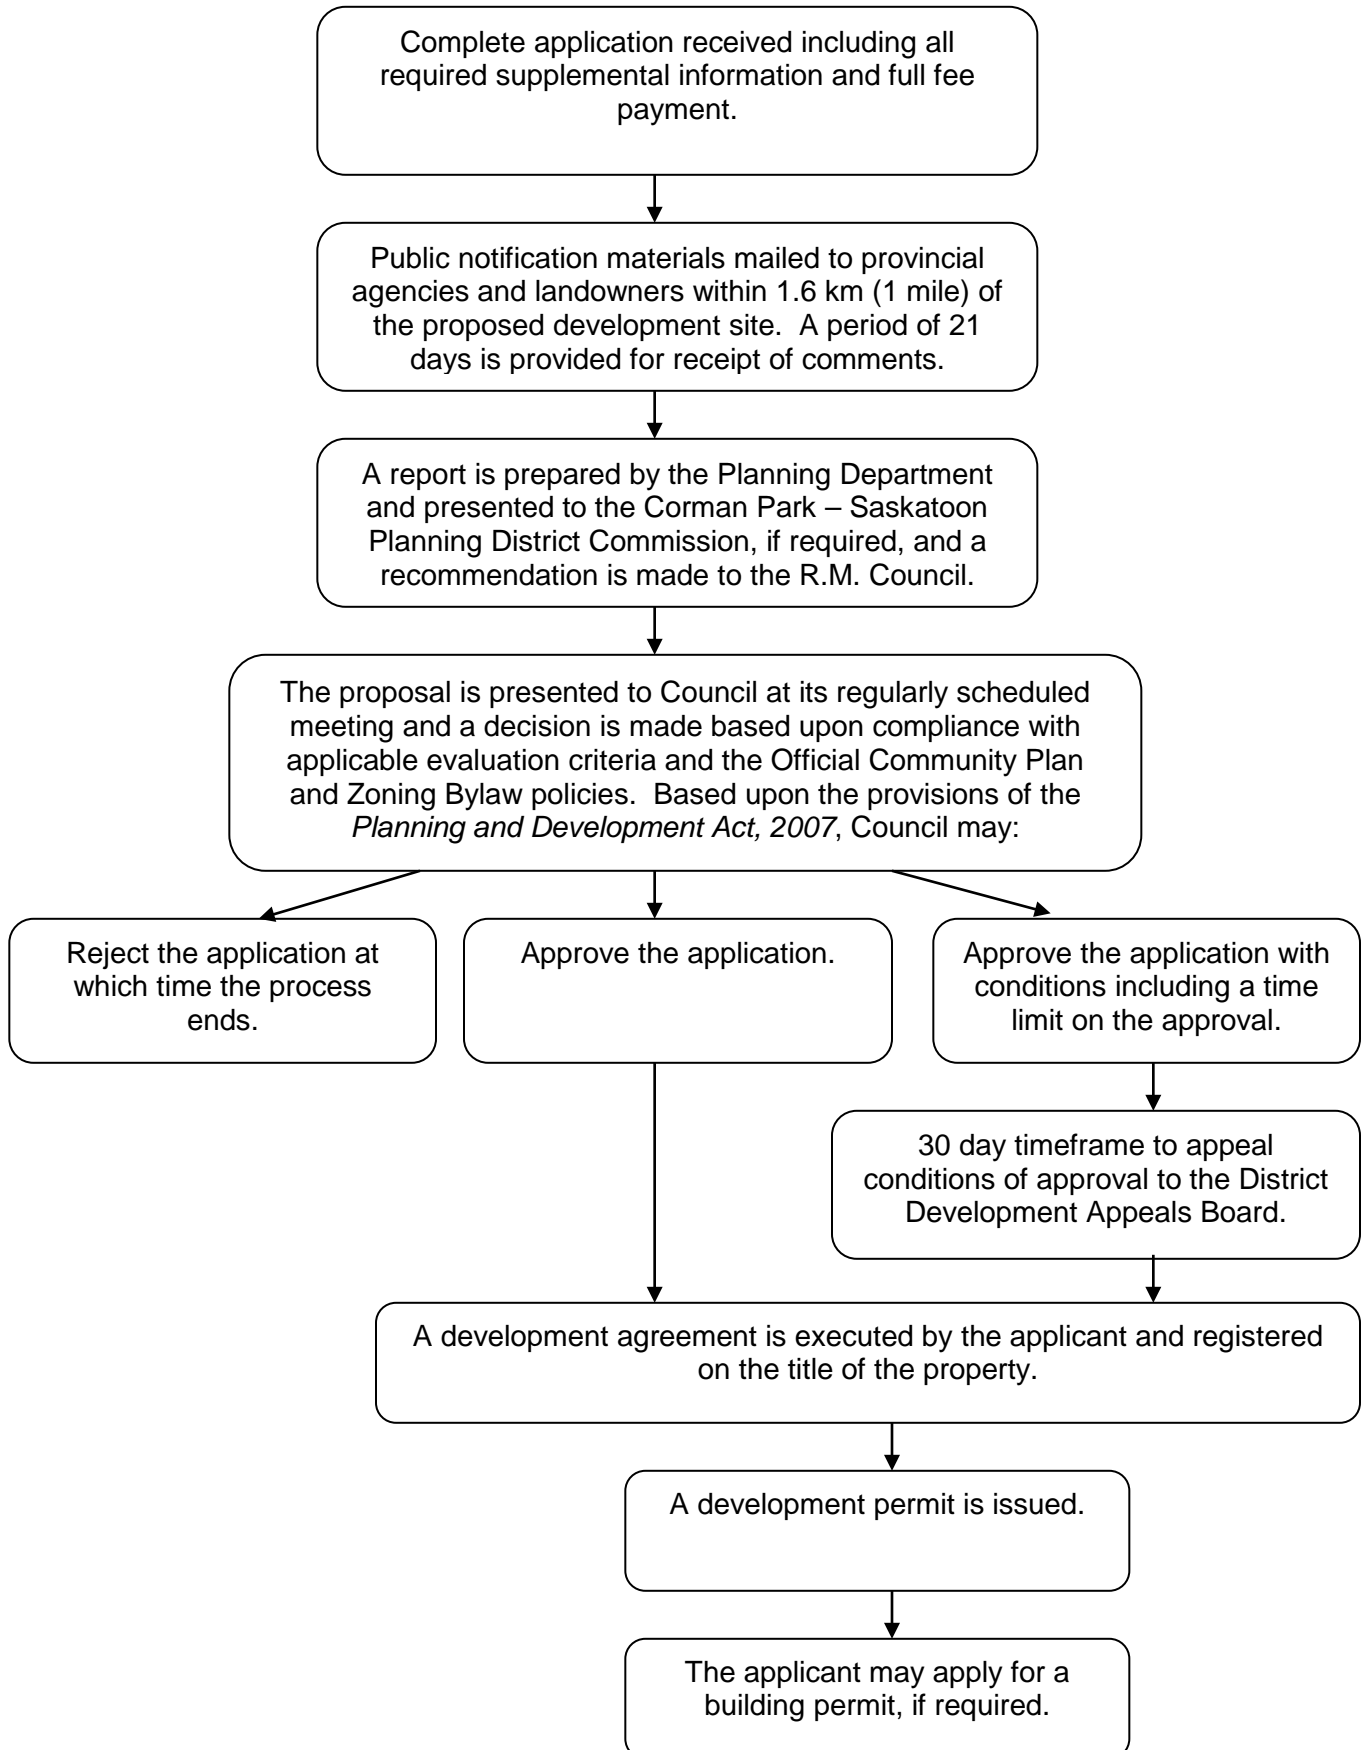 Complete application received including all
required supplemental information and full fee
payment.
Public notification materials mailed to provincial
agencies and landowners within 1.6 km (1 mile) of
the proposed development site.  A period of 21
days is provided for receipt of comments.
A report is prepared by the Planning Department
and presented to the Corman Park – Saskatoon
Planning District Commission, if required, and a
recommendation is made to the R.M. Council.
The proposal is presented to Council at its regularly scheduled
meeting and a decision is made based upon compliance with
applicable evaluation criteria and the Official Community Plan
and Zoning Bylaw policies.  Based upon the provisions of the
Planning and Development Act, 2007, Council may:
Reject the application at
which time the process
ends.
Approve the application.
Approve the application with
conditions including a time
limit on the approval.
30 day timeframe to appeal
conditions of approval to the District
Development Appeals Board.
A development agreement is executed by the applicant and registered
on the title of the property.
A development permit is issued.
The applicant may apply for a
building permit, if required.